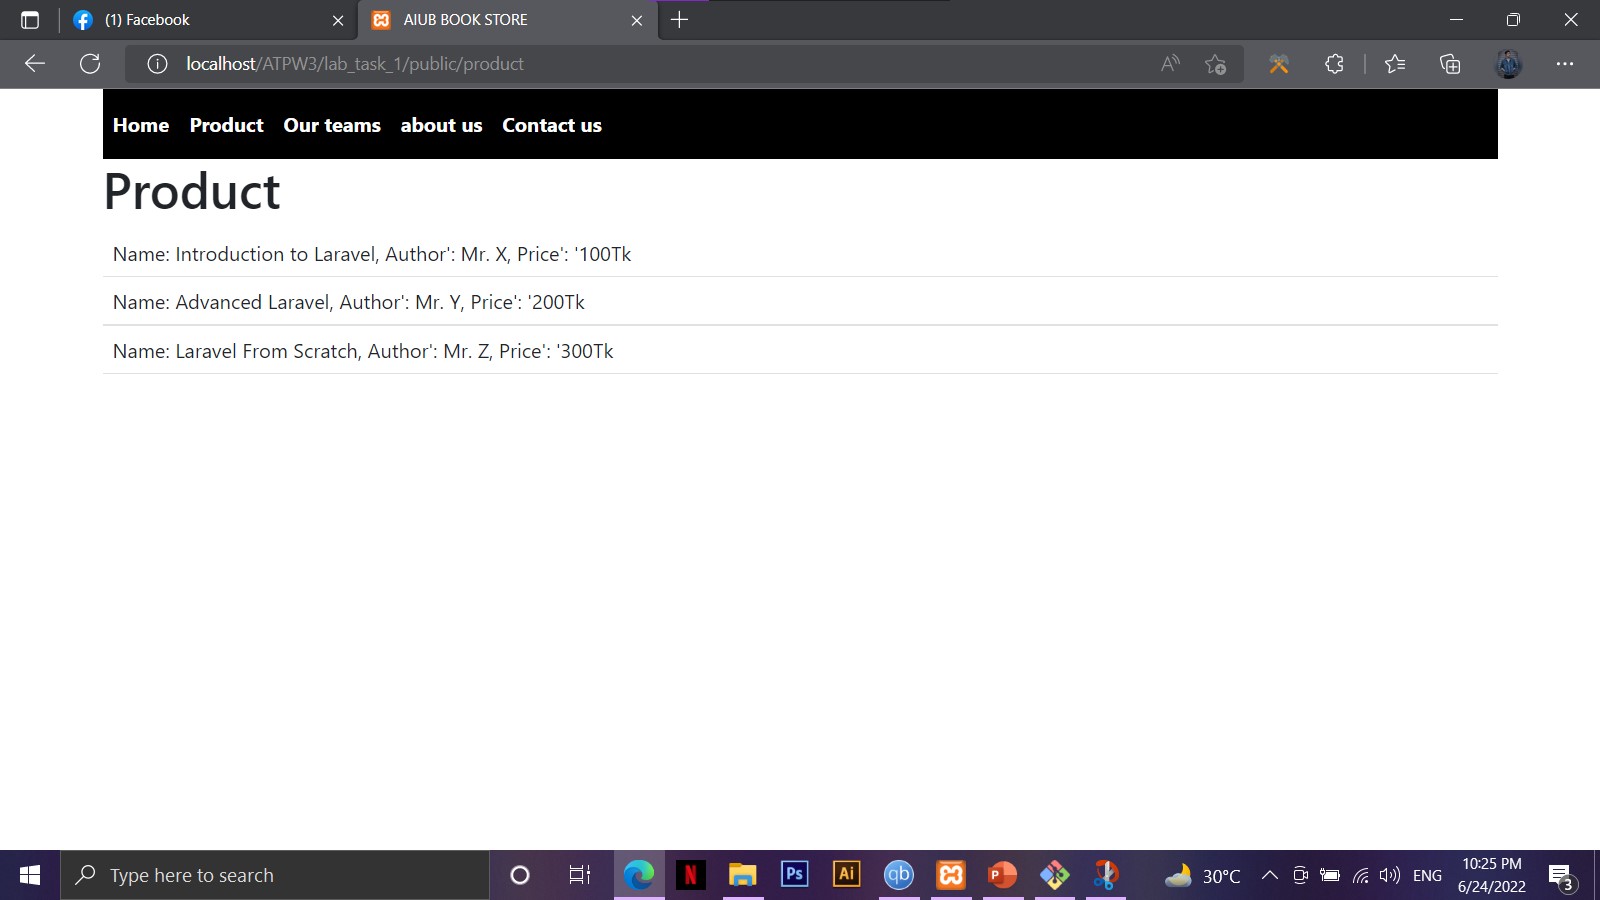 (1) Facebook
AIUB BOOK STORE
localhost/ATPW3/lab_task_1/public/product
Home Product Our teams about us Contact us
Product
Name: Introduction to Laravel, Author': Mr. X, Price': '100Tk
Name: Advanced Laravel, Author': Mr. Y, Price': '200Tk
Name: Laravel From Scratch, Author': Mr. Z, Price': '300Tk
Type here to search
N
Ps
Ai
qb
P
30°C
ENG
10:25 PM
6/24/2022
3